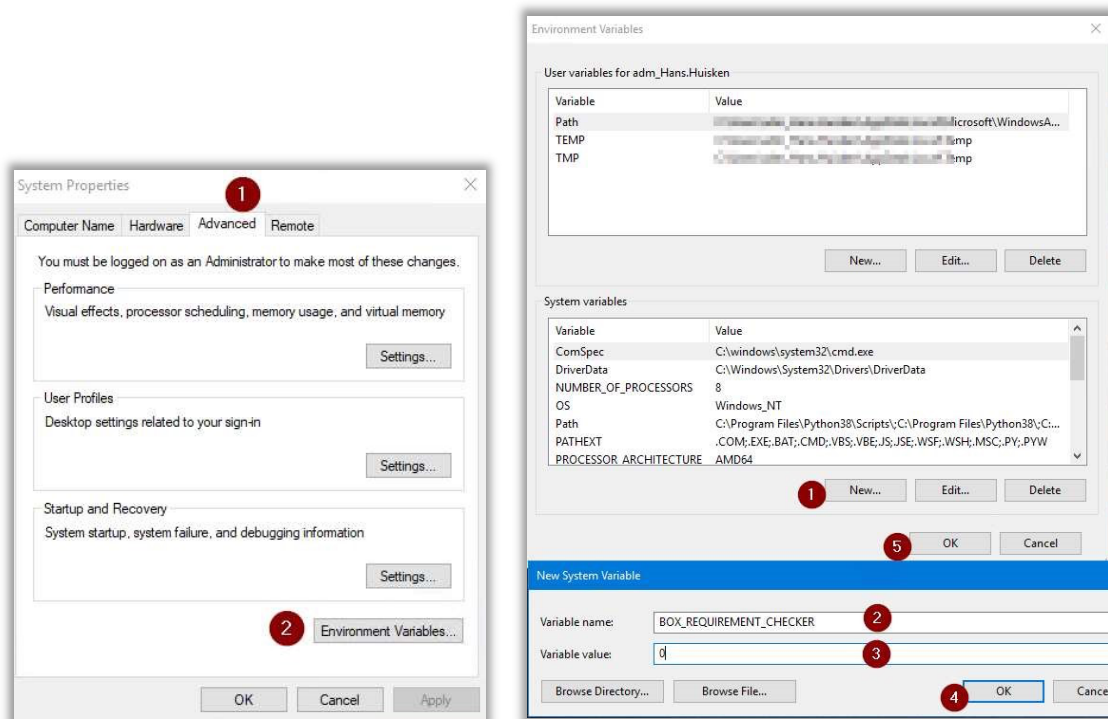 System Properties
1
Computer Name Hardware Advanced Remote
You must be logged on as an Administrator to make most of these changes.
Performance
Visual effects, processor scheduling, memory usage, and virtual memory
Settings...
User Profiles
Desktop settings related to your sign-in
Settings...
Startup and Recovery
System startup, system failure, and debugging information
Settings...
2 Environment Variables...
OK Cancel Apply
Environment Variables
User variables for adm_Hans.Huisken
Variable Value
Path icrosoft\WindowsA...
TEMP emp
TMP emp
New... Edit... Delete
System variables
Variable Value
ComSpec C:\windows\system32\cmd.exe
DriverData C:\Windows\System32\Drivers\DriverData
NUMBER_OF_PROCESSORS 8
OS Windows_NT
Path C:\Program Files\Python38\Scripts\;C:\Program Files\Python38\;C:...
PATHEXT .COM;.EXE;.BAT;.CMD;.VBS;.VBE;.JS;.JSE;.WSF;.WSH;.MSC;.PY;.PYW
PROCESSOR_ARCHITECTURE AMD64
1 New... Edit... Delete
5 OK Cancel
New System Variable
Variable name: BOX_REQUIREMENT_CHECKER 2
Variable value: 0 3
Browse Directory... Browse File... 4 OK Cance